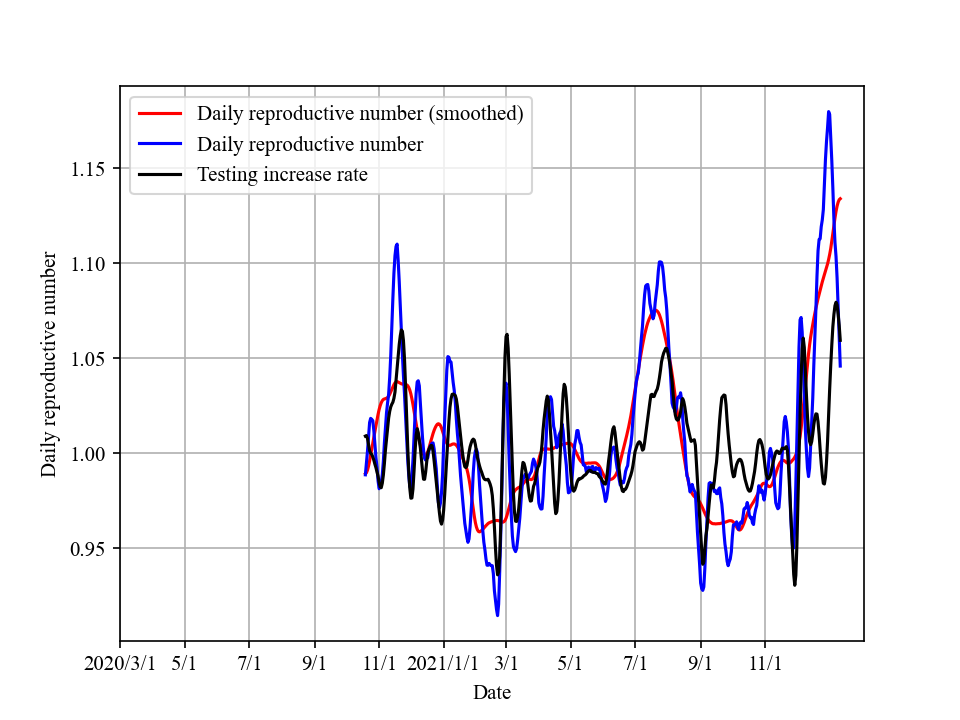 Daily reproductive number (smoothed)
Daily reproductive number
Testing increase rate
Daily reproductive number
1.15
1.10
1.05
1.00
0.95
2020/3/1 5/1 7/1 9/1 11/1 2021/1/1 3/1 5/1 7/1 9/1 11/1
Date